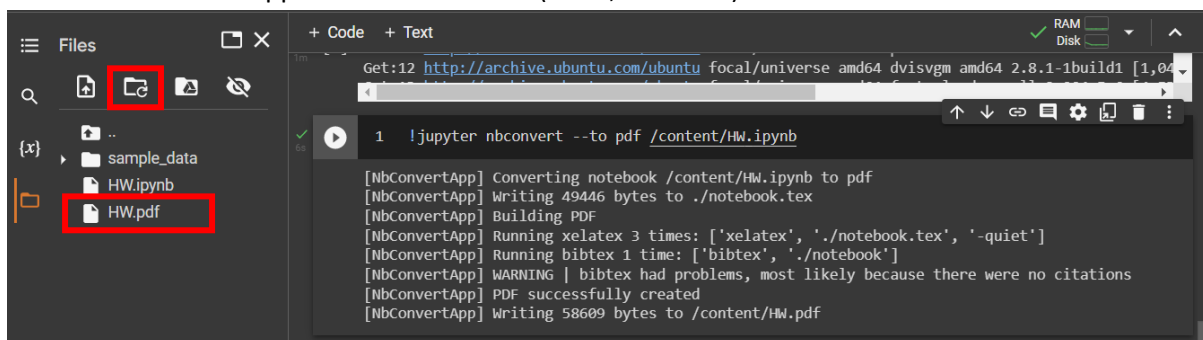 Files
+ Code + Text
RAM
Disk
1m
Get:12 http://archive.ubuntu.com/ubuntu focal/universe amd64 dvisvgm amd64 2.8.1-1build1 [1,04
{x}
..
sample_data
HW.ipynb
HW.pdf
6s
1 !jupyter nbconvert --to pdf /content/HW.ipynb
[NbConvertApp] Converting notebook /content/HW.ipynb to pdf
[NbConvertApp] Writing 49446 bytes to ./notebook.tex
[NbConvertApp] Building PDF
[NbConvertApp] Running xelatex 3 times: ['xelatex', './notebook.tex', '-quiet']
[NbConvertApp] Running bibtex 1 time: ['bibtex', './notebook']
[NbConvertApp] WARNING | bibtex had problems, most likely because there were no citations
[NbConvertApp] PDF successfully created
[NbConvertApp] Writing 58609 bytes to /content/HW.pdf